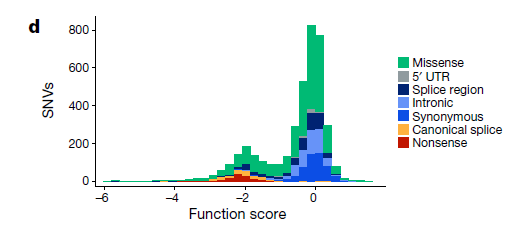 d
800
600
400
200
0
SNVs
−6
−4
−2
0
Function score
Missense
5′ UTR
Splice region
Intronic
Synonymous
Canonical splice
Nonsense